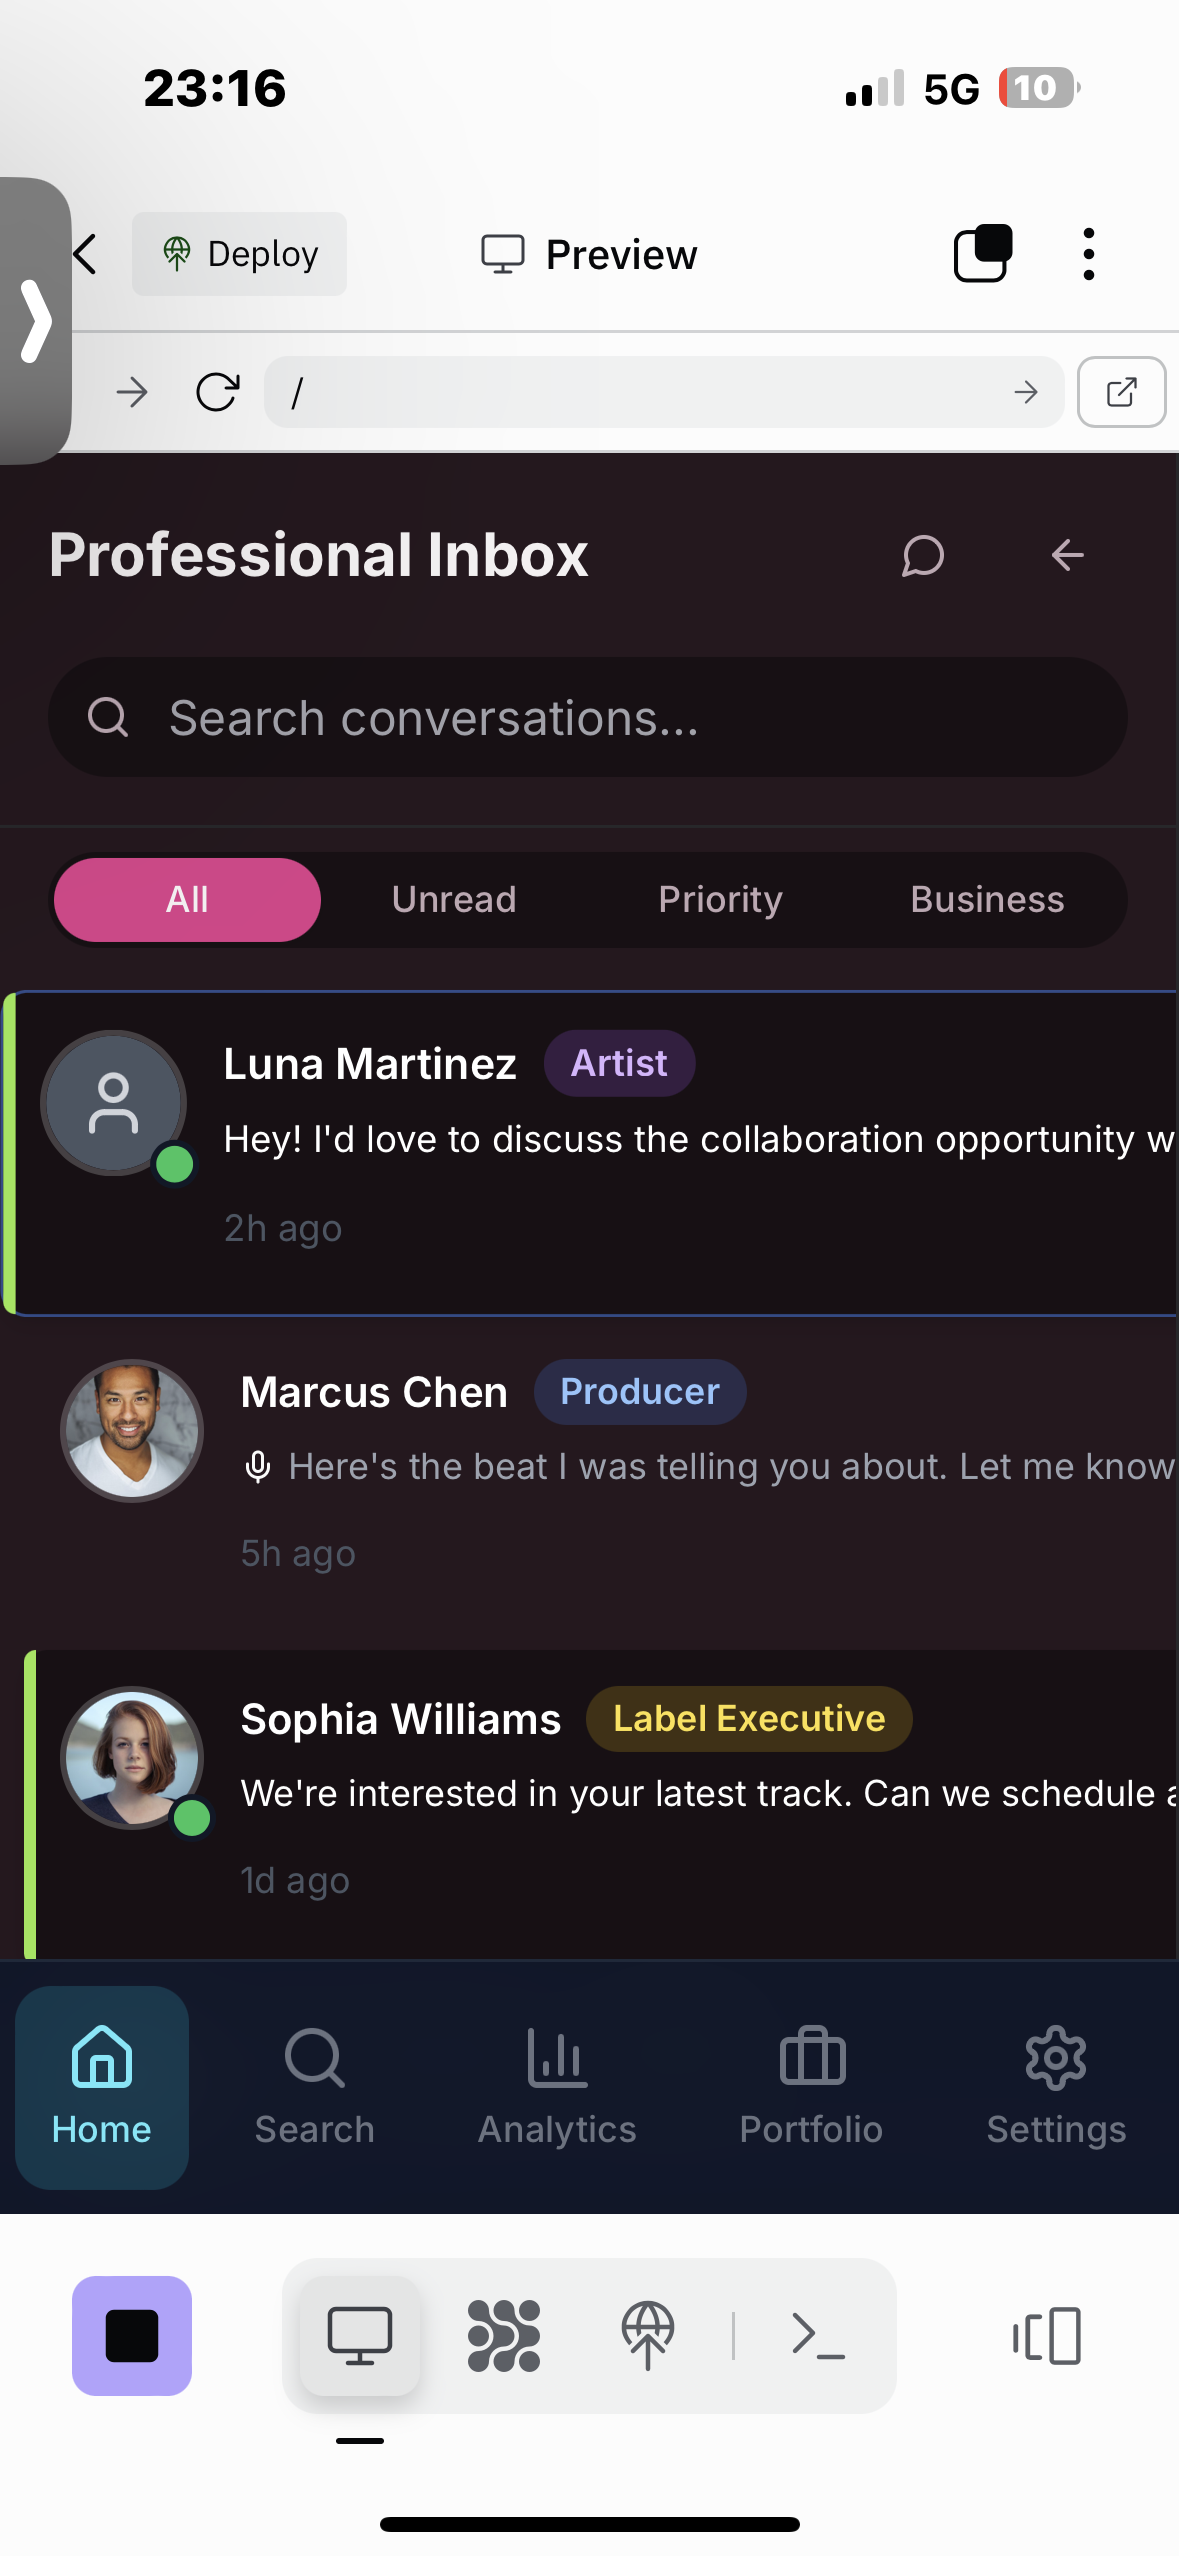 23:16
5G
10
Deploy
Preview
/
Professional Inbox
Search conversations...
All
Unread
Priority
Business
Luna Martinez
Artist
Hey! I'd love to discuss the collaboration opportunity w
2h ago
Marcus Chen
Producer
Here's the beat I was telling you about. Let me know
5h ago
Sophia Williams
Label Executive
We're interested in your latest track. Can we schedule a
1d ago
Home
Search
Analytics
Portfolio
Settings